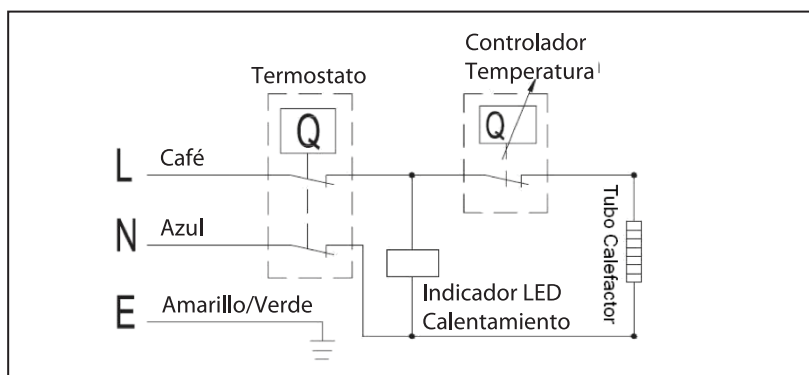 Controlador
Temperatura
Termostato
Q
Q
L Café
N Azul
E Amarillo/Verde
Indicador LED
Calentamiento
Tubo Calefactor